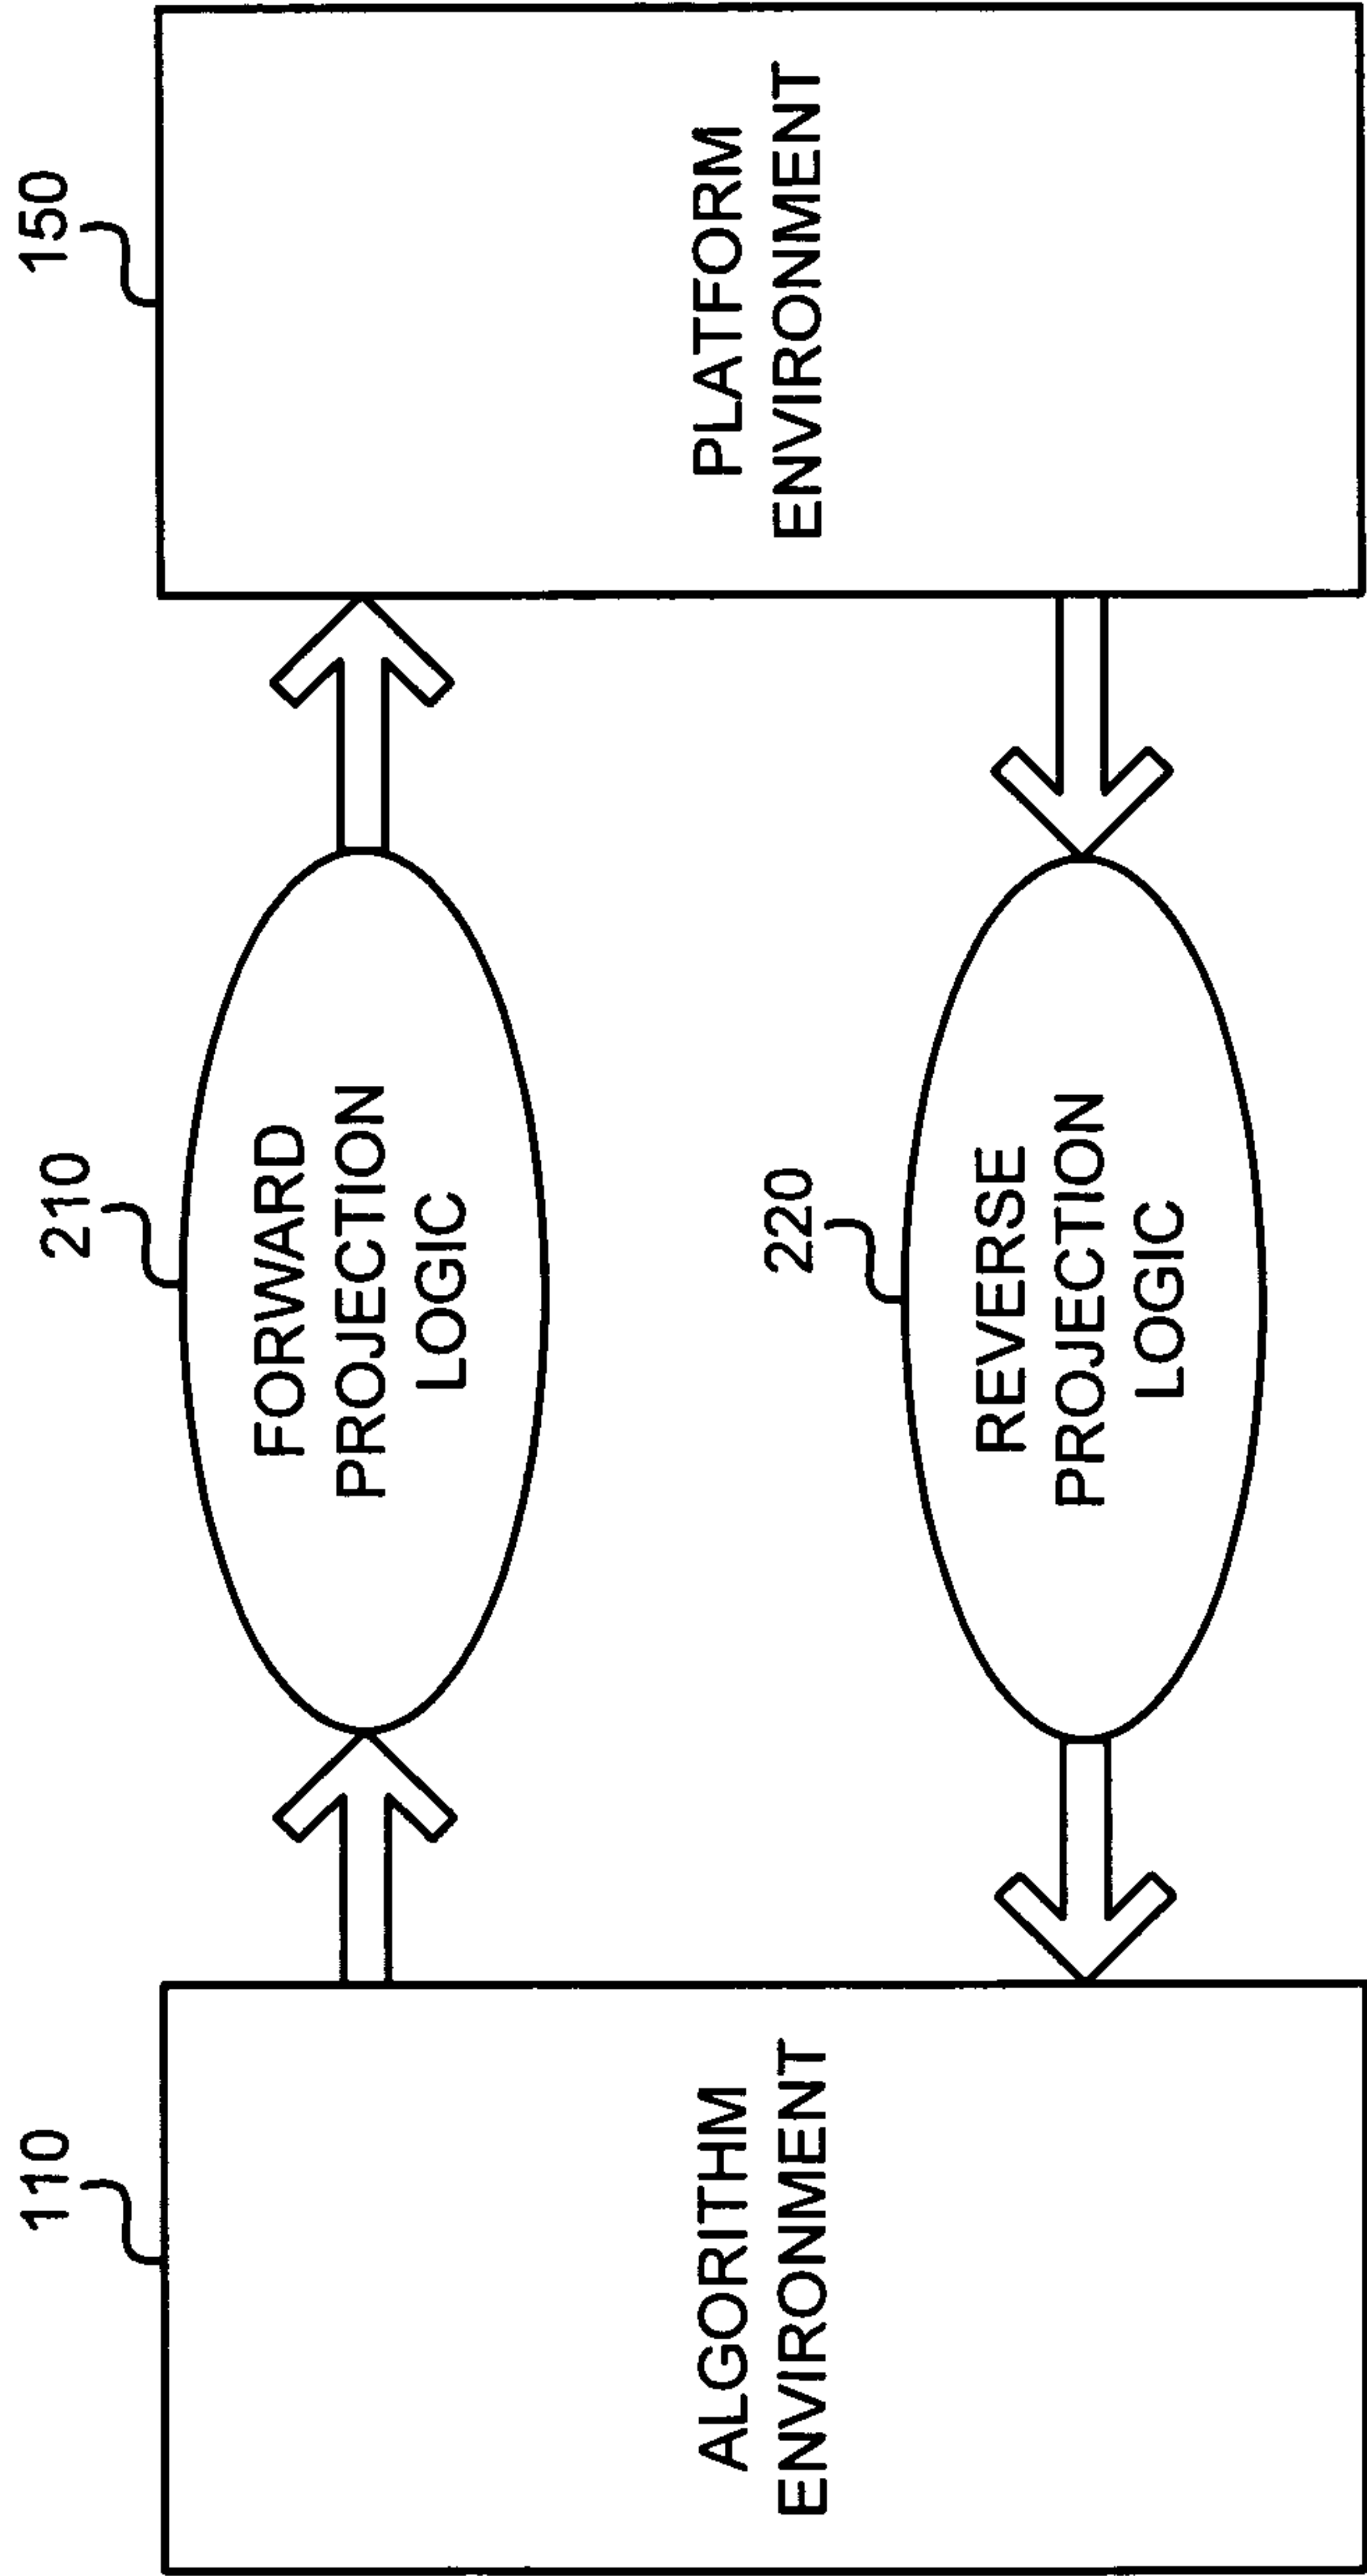 110
ALGORITHM
ENVIRONMENT
210
FORWARD
PROJECTION
LOGIC
220
REVERSE
PROJECTION
LOGIC
150
PLATFORM
ENVIRONMENT